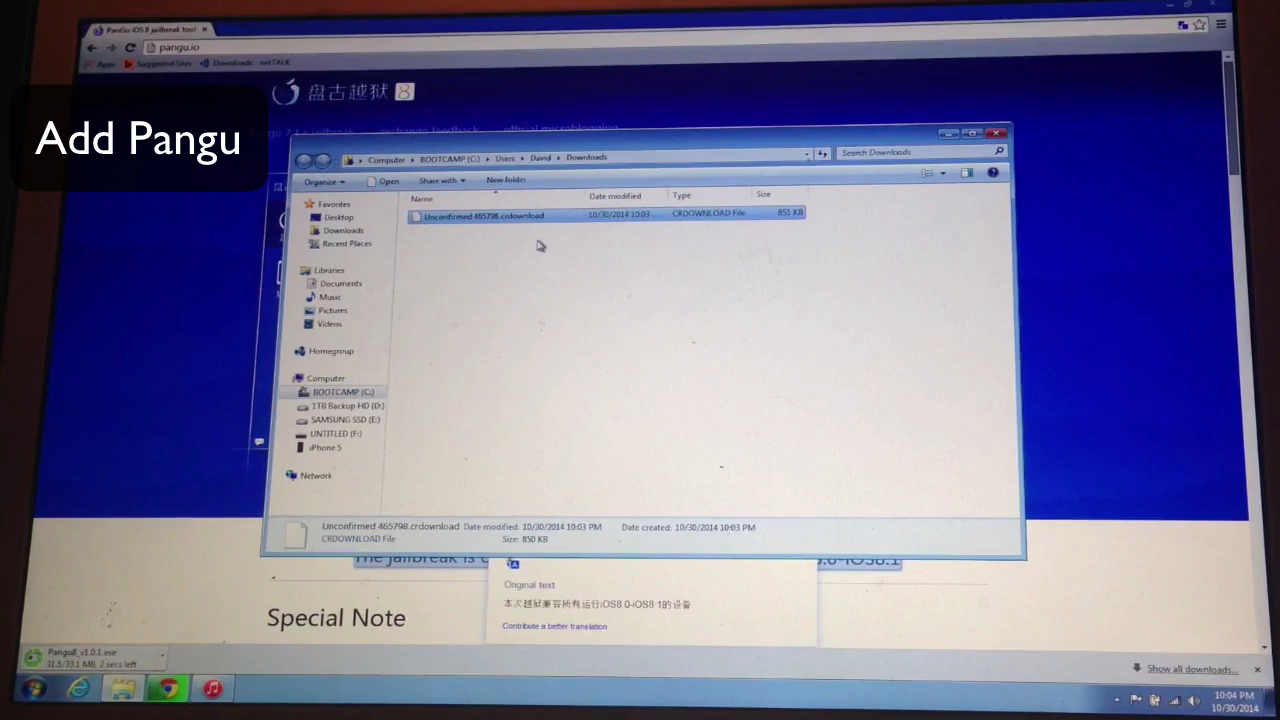 PanGu iOS 8 jailbreak tool
pangu.io
Apps Suggested Sites Downloads - netTALK
盘古越狱 8
Add Pangu
exchange feedback official microblogging
Computer BOOTCAMP (C:) Users David Downloads
Search Downloads
Organize Open Share with New folder
Name Date modified Type Size
Unconfirmed 465798.crdownload 10/30/2014 10:03 ... CRDOWNLOAD File 851 KB
Favorites
Desktop
Downloads
Recent Places
Libraries
Documents
Music
Pictures
Videos
Homegroup
Computer
BOOTCAMP (C:)
1TB Backup HD (D:)
SAMSUNG SSD (E:)
UNTITLED (F:)
iPhone 5
Network
Unconfirmed 465798.crdownload Date modified: 10/30/2014 10:03 PM Date created: 10/30/2014 10:03 PM
CRDOWNLOAD File Size: 850 KB
The jailbreak is
Original text
本次越狱兼容所有运行iOS8.0-iOS8.1的设备
Contribute a better translation
Special Note
Pangu8_v1.0.1.exe
31.5/33.1 MB, 2 secs left
Show all downloads...
10:04 PM
10/30/2014